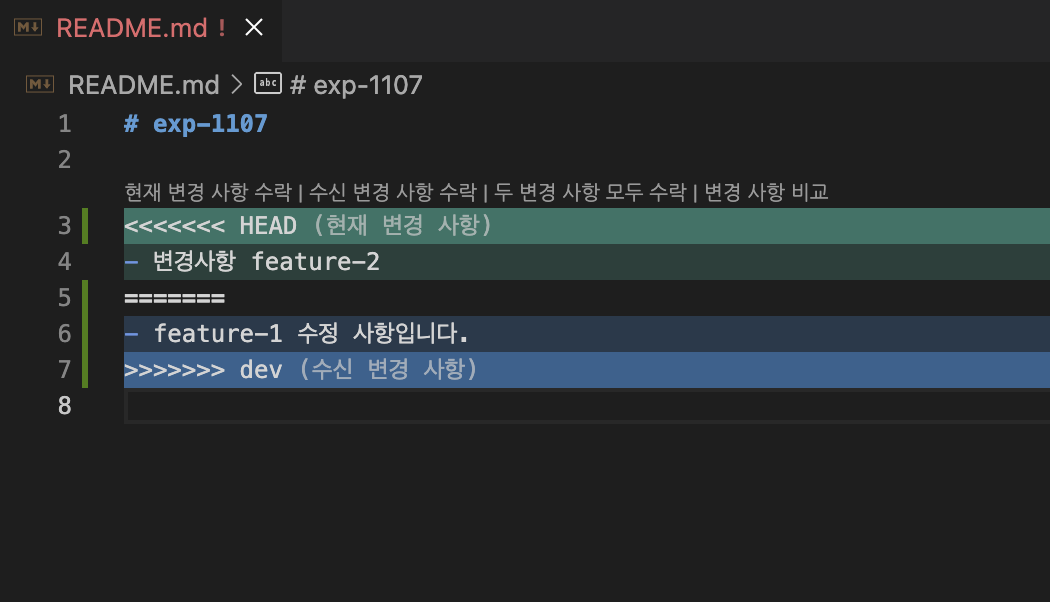 README.md !
README.md > # exp-1107
1 # exp-1107
2
현재 변경 사항 수락 | 수신 변경 사항 수락 | 두 변경 사항 모두 수락 | 변경 사항 비교
3 <<<<<<< HEAD (현재 변경 사항)
4 - 변경사항 feature-2
5 =======
6 - feature-1 수정 사항입니다.
7 >>>>>>> dev (수신 변경 사항)
8